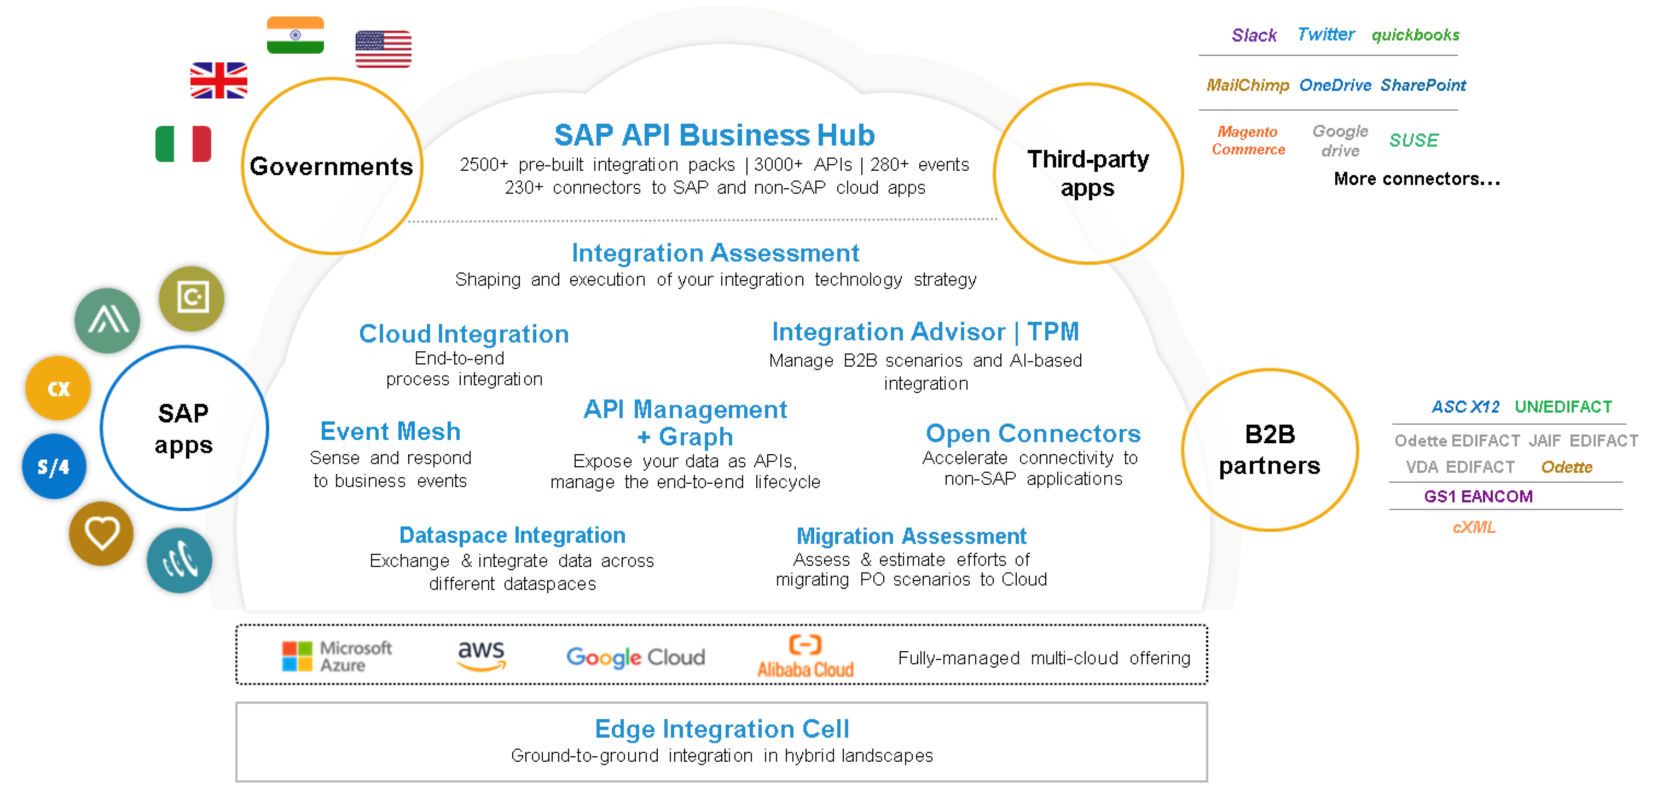 Governments
SAP API Business Hub
2500+ pre-built integration packs | 3000+ APIs | 280+ events
230+ connectors to SAP and non-SAP cloud apps
Third-party
apps
Slack Twitter quickbooks
MailChimp OneDrive SharePoint
Magento
Commerce
Google
drive
SUSE
More connectors...
Integration Assessment
Shaping and execution of your integration technology strategy
Cloud Integration
End-to-end
process integration
Integration Advisor | TPM
Manage B2B scenarios and AI-based
integration
C.
CX
S/4
SAP
apps
Event Mesh
Sense and respond
to business events
API Management
+ Graph
Expose your data as APIs,
manage the end-to-end lifecycle
Open Connectors
Accelerate connectivity to
non-SAP applications
B2B
partners
ASC X12 UN/EDIFACT
Odette EDIFACT JAIF EDIFACT
VDA EDIFACT Odette
GS1 EANCOM
cXML
Dataspace Integration
Exchange & integrate data across
different dataspaces
Migration Assessment
Assess & estimate efforts of
migrating PO scenarios to Cloud
Microsoft
Azure
aws
Google Cloud
Alibaba Cloud
Fully-managed multi-cloud offering
Edge Integration Cell
Ground-to-ground integration in hybrid landscapes